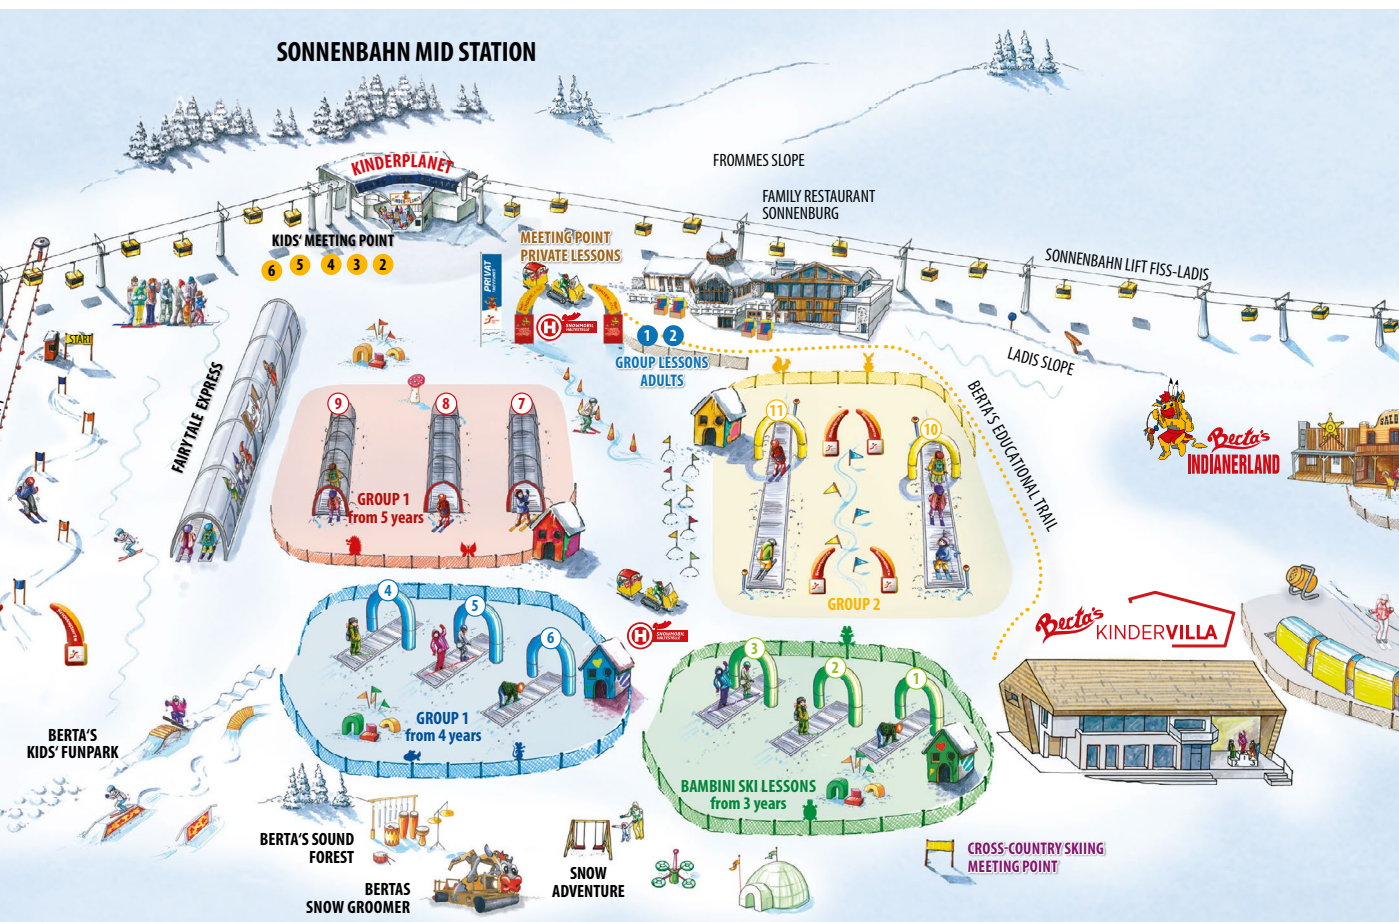 SONNENBAHN MID STATION
KINDERPLANET
FROMMES SLOPE
FAMILY RESTAURANT
SONNENBURG
KIDS' MEETING POINT
6 5 4 3 2
MEETING POINT
PRIVATE LESSONS
PRIVAT
H SNOWMOBIL
HALTESTELLE
1 2
GROUP LESSONS
ADULTS
SONNENBAHN LIFT FISS-LADIS
LADIS SLOPE
START
FAIRYTALE EXPRESS
9 8 7
GROUP 1
from 5 years
11 10
GROUP 2
BERTA'S EDUCATIONAL TRAIL
Berta's
INDIANERLAND
4 5 6
GROUP 1
from 4 years
H SNOWMOBIL
HALTESTELLE
3 2 1
BAMBINI SKI LESSONS
from 3 years
Berta's
KINDERVILLA
BERTA'S
KIDS' FUNPARK
BERTA'S SOUND
FOREST
BERTAS
SNOW GROOMER
SNOW
ADVENTURE
CROSS-COUNTRY SKIING
MEETING POINT